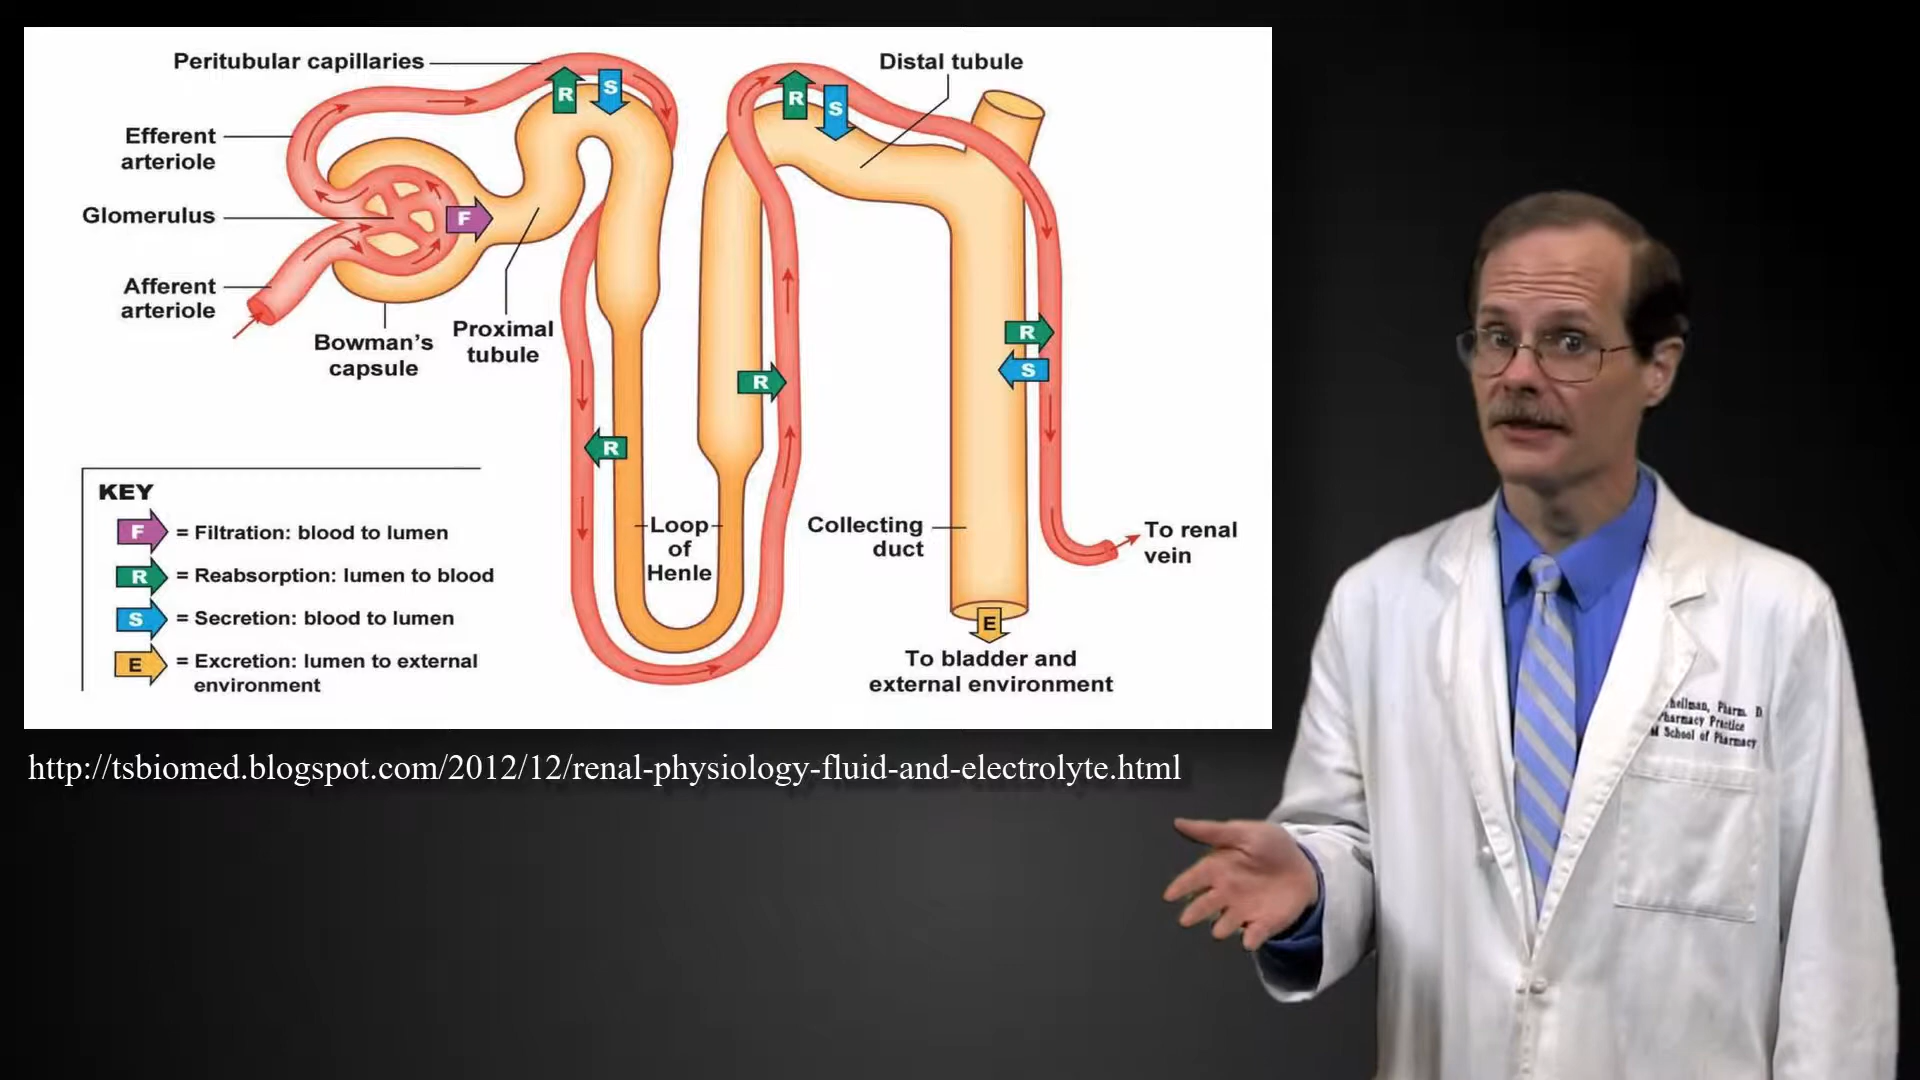 Peritubular capillaries
Distal tubule
Efferent
arteriole
Glomerulus
Afferent
arteriole
Bowman's
capsule
Proximal
tubule
Loop
of
Henle
Collecting
duct
To renal
vein
To bladder and
external environment
R
S
R
S
F
R
S
R
R
E
KEY
F = Filtration: blood to lumen
R = Reabsorption: lumen to blood
S = Secretion: blood to lumen
E = Excretion: lumen to external
environment
http://tsbiomed.blogspot.com/2012/12/renal-physiology-fluid-and-electrolyte.html
Pharm. D
Pharmacy Practice
School of Pharmacy